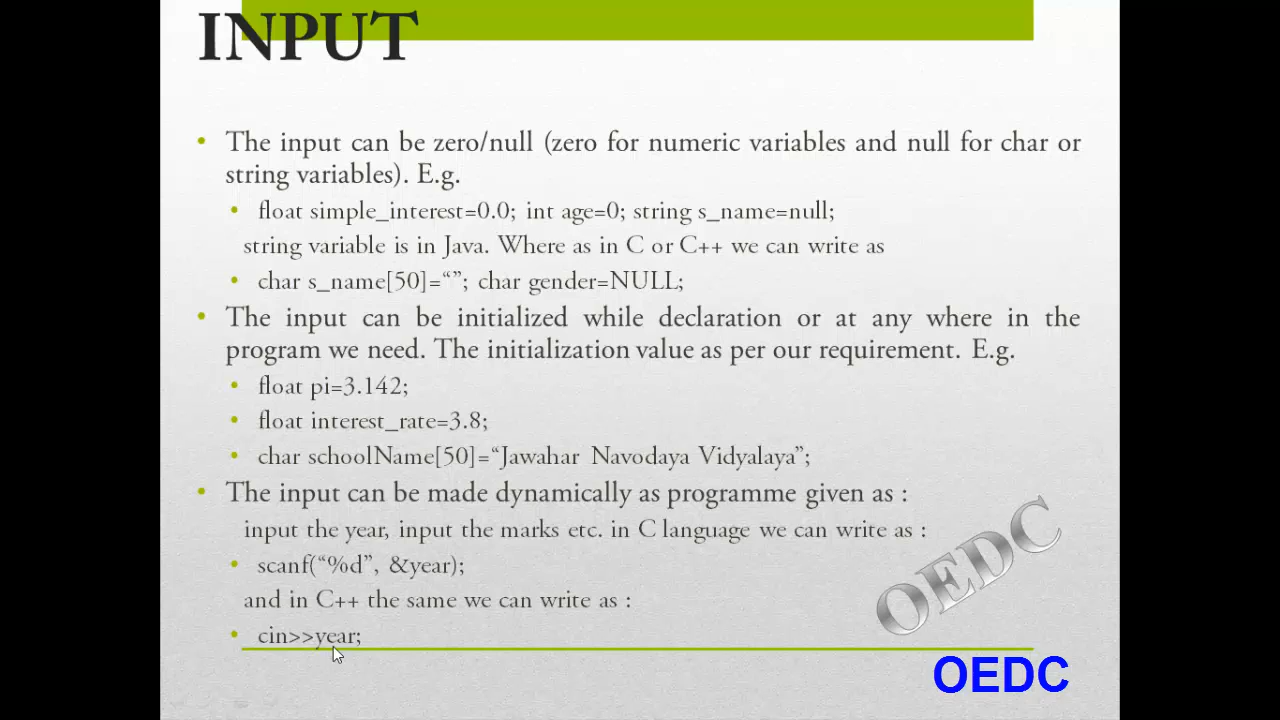 INPUT
• The input can be zero/null (zero for numeric variables and null for char or
string variables). E.g.
• float simple_interest=0.0; int age=0; string s_name=null;
string variable is in Java. Where as in C or C++ we can write as
• char s_name[50]=“”; char gender=NULL;
• The input can be initialized while declaration or at any where in the
program we need. The initialization value as per our requirement. E.g.
• float pi=3.142;
• float interest_rate=3.8;
• char schoolName[50]=“Jawahar Navodaya Vidyalaya”;
• The input can be made dynamically as programme given as :
input the year, input the marks etc. in C language we can write as :
• scanf(“%d”, &year);
and in C++ the same we can write as :
• cin>>year;
OEDC
OEDC